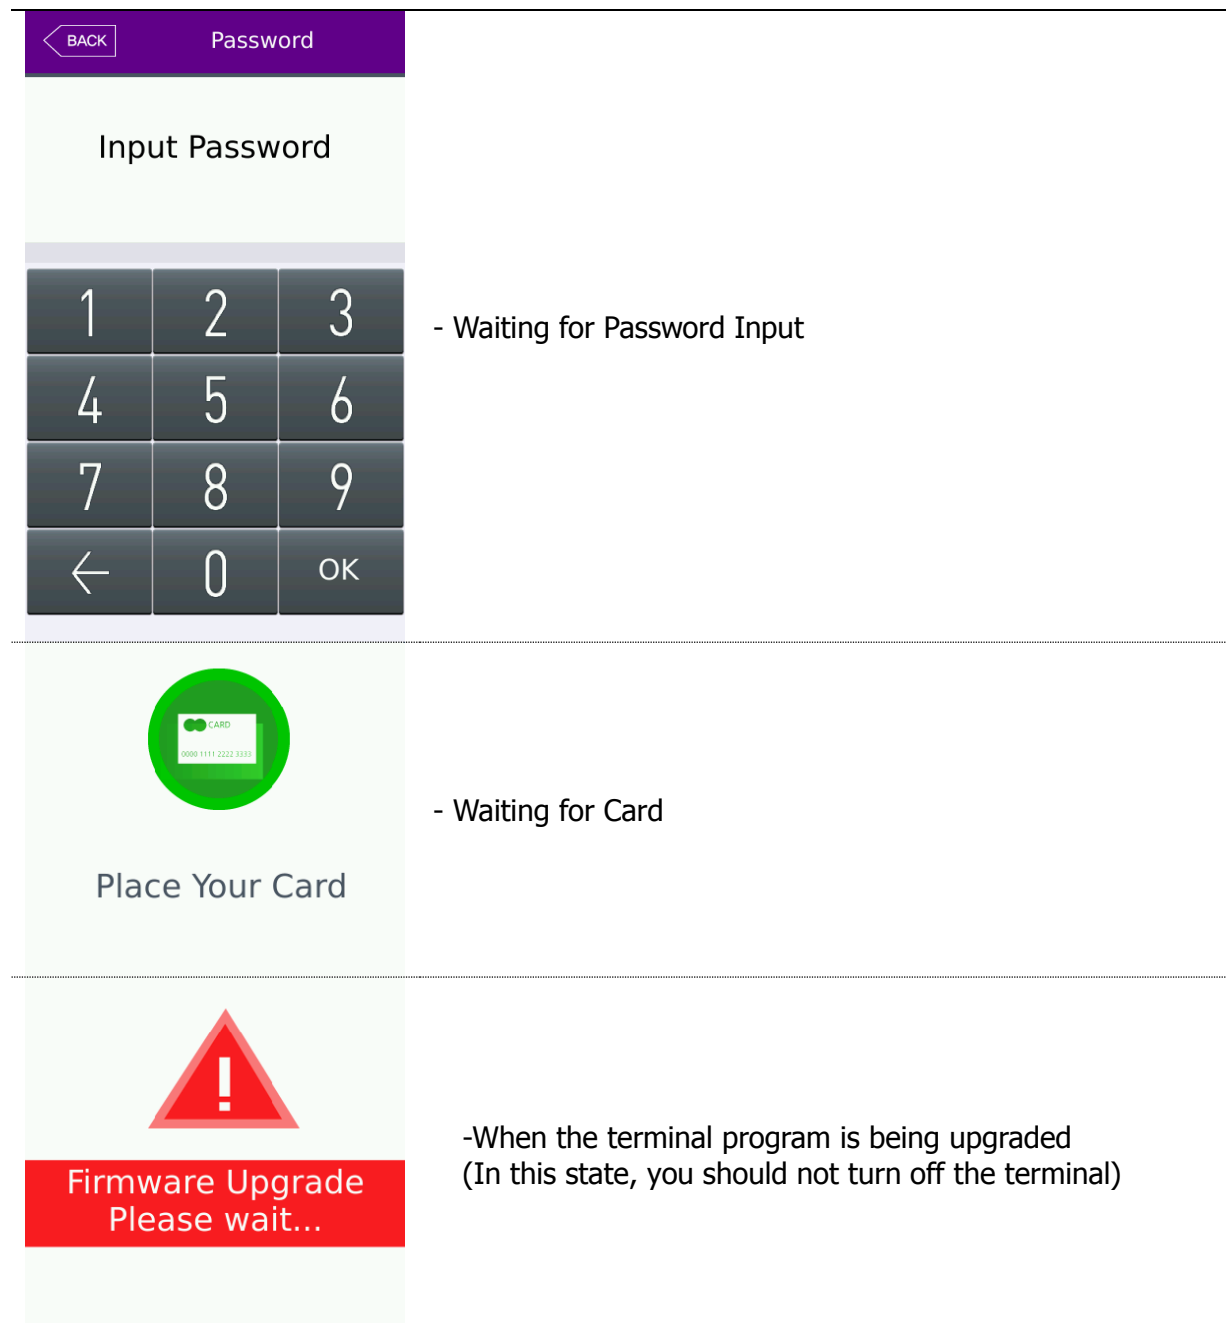 BACK Password
Input Password
1 2 3
- Waiting for Password Input
4 5 6
7 8 9
← 0 OK
CARD
0000 1111 2222 3333
- Waiting for Card
Place Your Card
!
-When the terminal program is being upgraded
(In this state, you should not turn off the terminal)
Firmware Upgrade
Please wait...